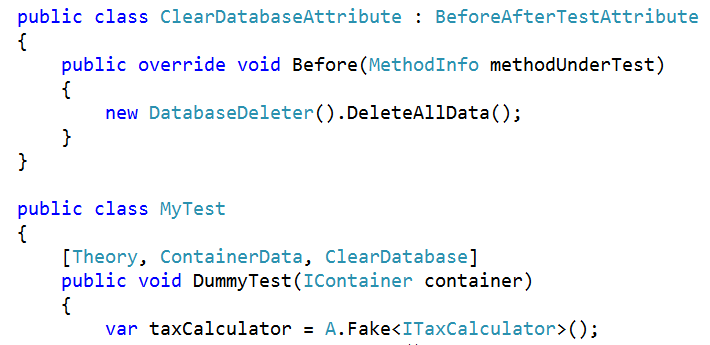 public class ClearDatabaseAttribute : BeforeAfterTestAttribute
{
    public override void Before(MethodInfo methodUnderTest)
    {
        new DatabaseDeleter().DeleteAllData();
    }
}

public class MyTest
{
    [Theory, ContainerData, ClearDatabase]
    public void DummyTest(IContainer container)
    {
        var taxCalculator = A.Fake<ITaxCalculator>();